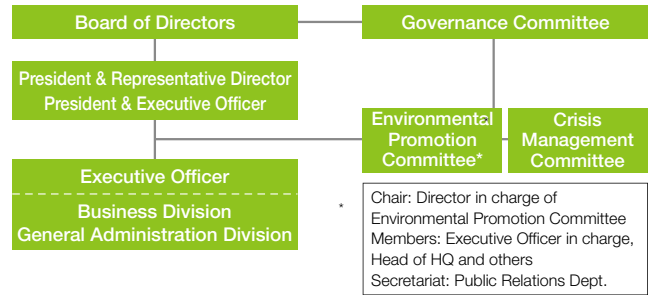 Board of Directors
Governance Committee
President & Representative Director
President & Executive Officer
Environmental
Promotion
Committee*
Crisis
Management
Committee
Executive Officer
Business Division
General Administration Division
*
Chair: Director in charge of
Environmental Promotion Committee
Members: Executive Officer in charge,
Head of HQ and others
Secretariat: Public Relations Dept.